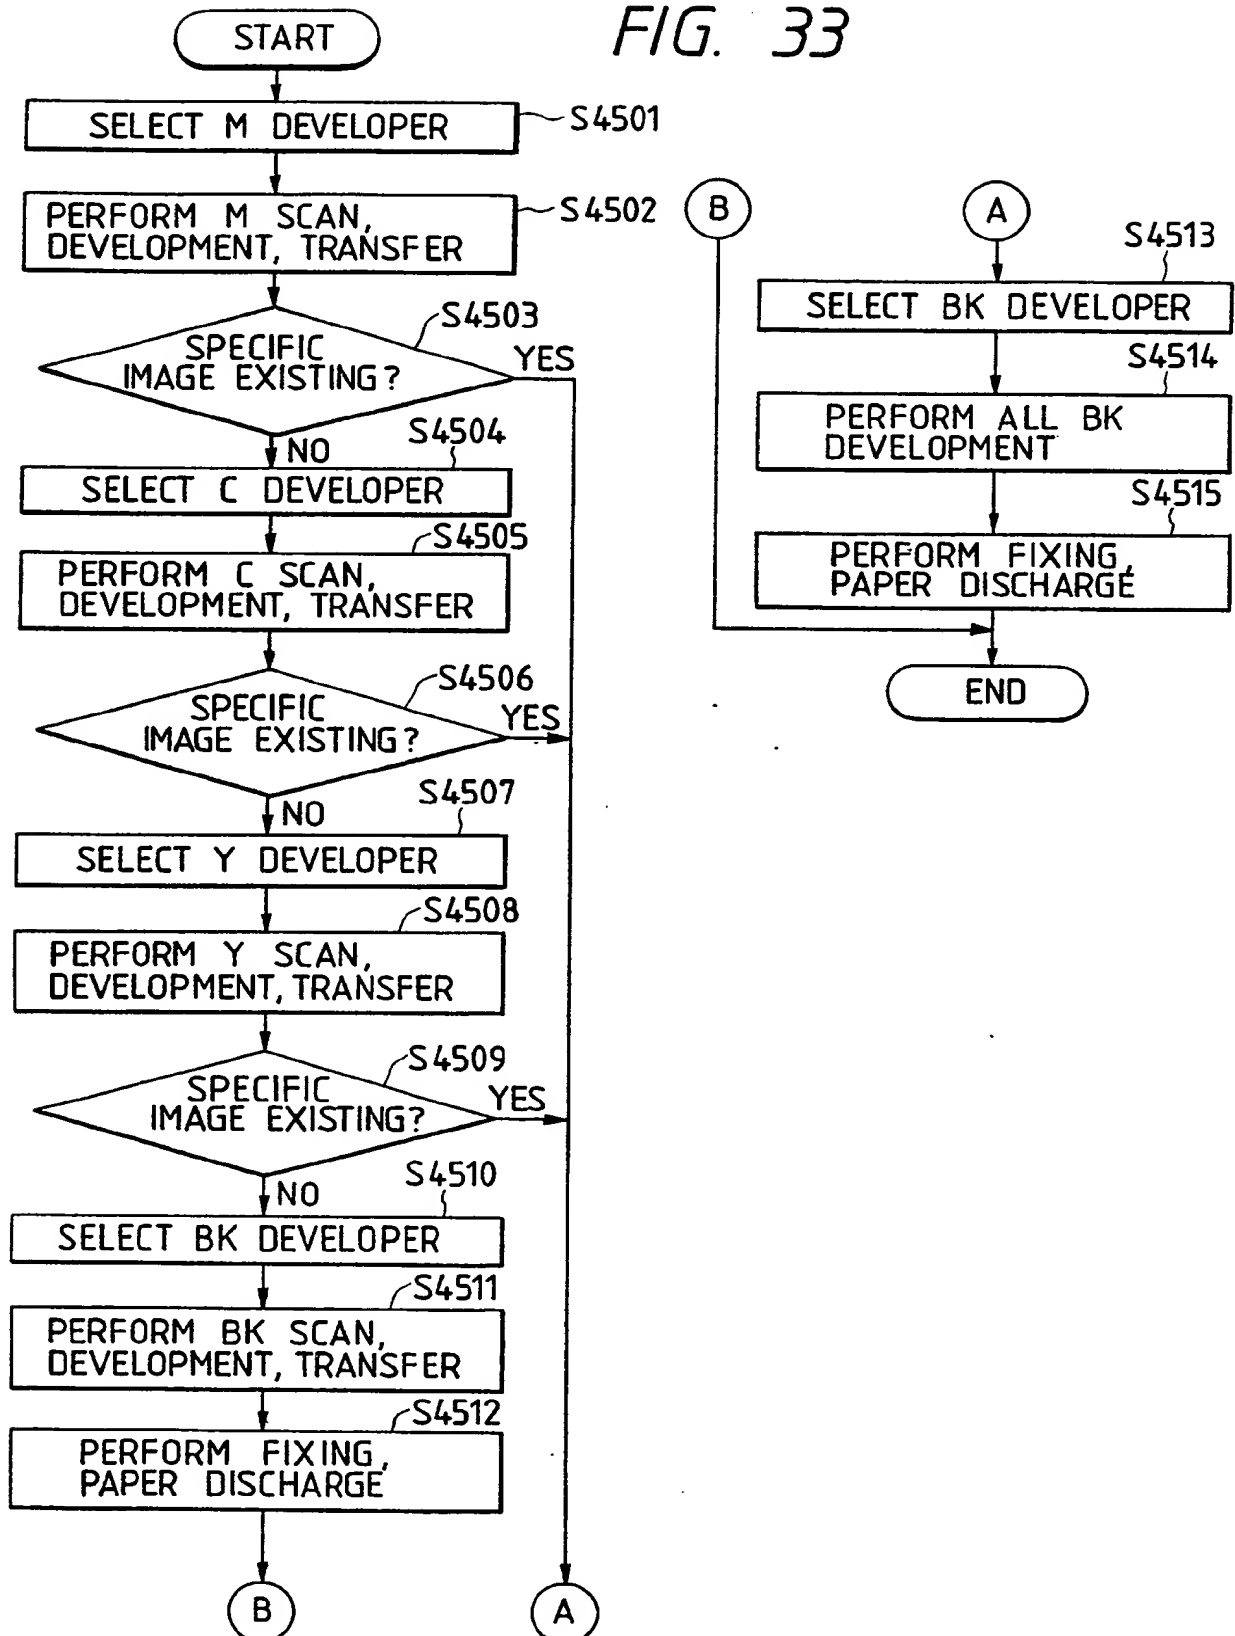 FIG. 33
START
SELECT M DEVELOPER
S4501
PERFORM M SCAN,
DEVELOPMENT, TRANSFER
S4502
S4503
SPECIFIC
IMAGE EXISTING?
YES
NO
S4504
SELECT C DEVELOPER
S4505
PERFORM C SCAN,
DEVELOPMENT, TRANSFER
S4506
SPECIFIC
IMAGE EXISTING?
YES
NO
S4507
SELECT Y DEVELOPER
S4508
PERFORM Y SCAN,
DEVELOPMENT, TRANSFER
S4509
SPECIFIC
IMAGE EXISTING?
YES
NO
S4510
SELECT BK DEVELOPER
S4511
PERFORM BK SCAN,
DEVELOPMENT, TRANSFER
S4512
PERFORM FIXING,
PAPER DISCHARGE
B
A
B
A
S4513
SELECT BK DEVELOPER
S4514
PERFORM ALL BK
DEVELOPMENT
S4515
PERFORM FIXING,
PAPER DISCHARGE
END